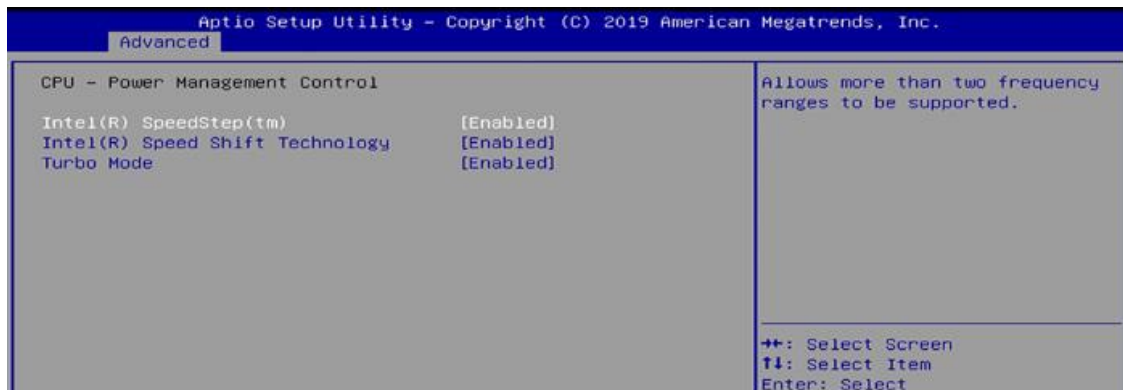 Aptio Setup Utility – Copyright (C) 2019 American Megatrends, Inc.
Advanced
CPU – Power Management Control
Intel(R) SpeedStep(tm) [Enabled]
Intel(R) Speed Shift Technology [Enabled]
Turbo Mode [Enabled]
Allows more than two frequency
ranges to be supported.
→←: Select Screen
↑↓: Select Item
Enter: Select